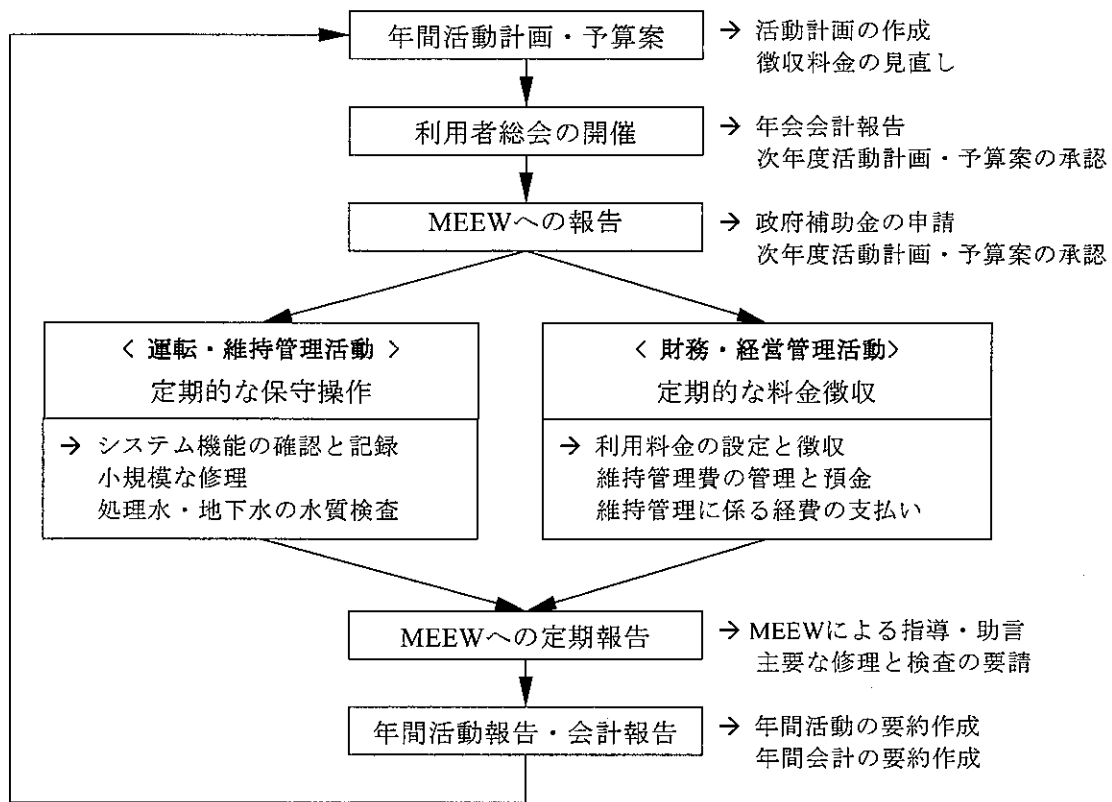 年間活動計画・予算案
→ 活動計画の作成
徴収料金の見直し
利用者総会の開催
→ 年会会計報告
次年度活動計画・予算案の承認
MEEWへの報告
→ 政府補助金の申請
次年度活動計画・予算案の承認
< 運転・維持管理活動 >
定期的な保守操作
→ システム機能の確認と記録
小規模な修理
処理水・地下水の水質検査
< 財務・経営管理活動>
定期的な料金徴収
→ 利用料金の設定と徴収
維持管理費の管理と預金
維持管理に係る経費の支払い
MEEWへの定期報告
→ MEEWによる指導・助言
主要な修理と検査の要請
年間活動報告・会計報告
→ 年間活動の要約作成
年間会計の要約作成